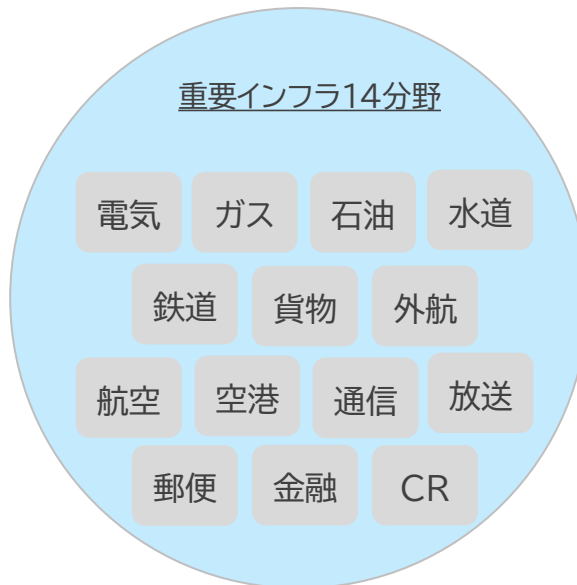 重要インフラ14分野
電気 ガス 石油 水道
鉄道 貨物 外航
航空 空港 通信 放送
郵便 金融 CR